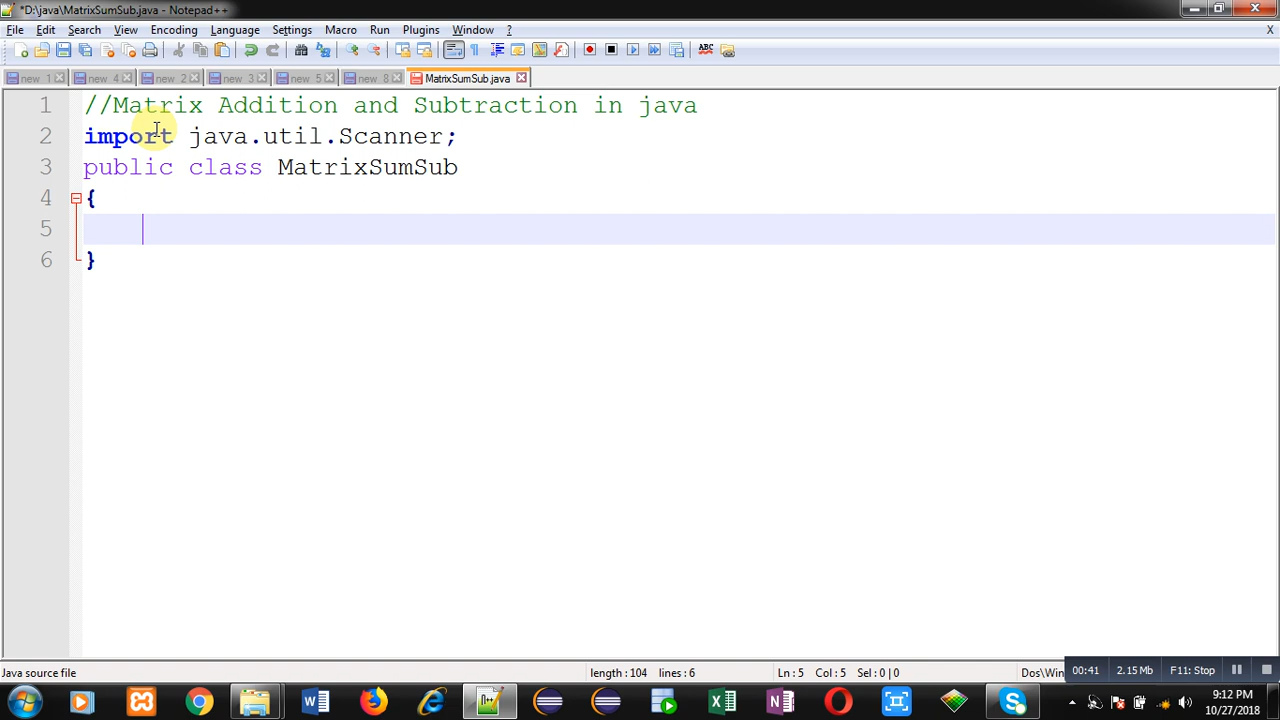 *D:\java\MatrixSumSub.java - Notepad++
File Edit Search View Encoding Language Settings Macro Run Plugins Window ? X
new 1 new 4 new 2 new 3 new 5 new 8 MatrixSumSub.java
1 //Matrix Addition and Subtraction in java
2 import java.util.Scanner;
3 public class MatrixSumSub
4 {
5
6 }
Java source file length : 104 lines : 6 Ln : 5 Col : 5 Sel : 0 | 0 Dos\Win 00:41 2.15 Mb F11: Stop
9:12 PM
10/27/2018